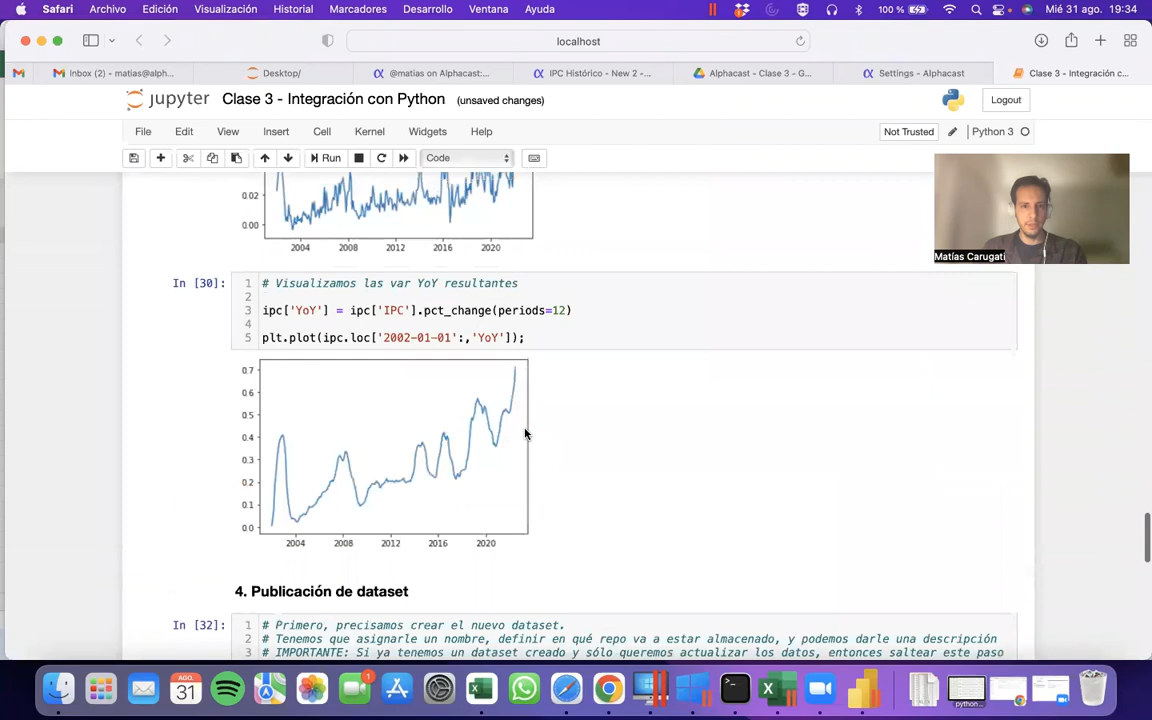 Safari Archivo Edición Visualización Historial Marcadores Desarrollo Ventana Ayuda 100 % Mié 31 ago. 19:34
localhost
Inbox (2) - matias@alph... Desktop/ @matias on Alphacast:... IPC Histórico - New 2 -... Alphacast - Clase 3 - G... Settings - Alphacast Clase 3 - Integración c...
jupyter Clase 3 - Integración con Python (unsaved changes) Logout
File Edit View Insert Cell Kernel Widgets Help Not Trusted Python 3
Run Code
Matías Carugati
0.02
0.00
2004 2008 2012 2016 2020
In [30]: 1 # Visualizamos las var YoY resultantes
2
3 ipc['YoY'] = ipc['IPC'].pct_change(periods=12)
4
5 plt.plot(ipc.loc['2002-01-01':,'YoY']);
0.7
0.6
0.5
0.4
0.3
0.2
0.1
0.0
2004 2008 2012 2016 2020
4. Publicación de dataset
In [32]: 1 # Primero, precisamos crear el nuevo dataset.
2 # Tenemos que asignarle un nombre, definir en qué repo va a estar almacenado, y podemos darle una descripción
3 # IMPORTANTE: Si ya tenemos un dataset creado y sólo queremos actualizar los datos, entonces saltear este paso
AGO.
31
1
python...